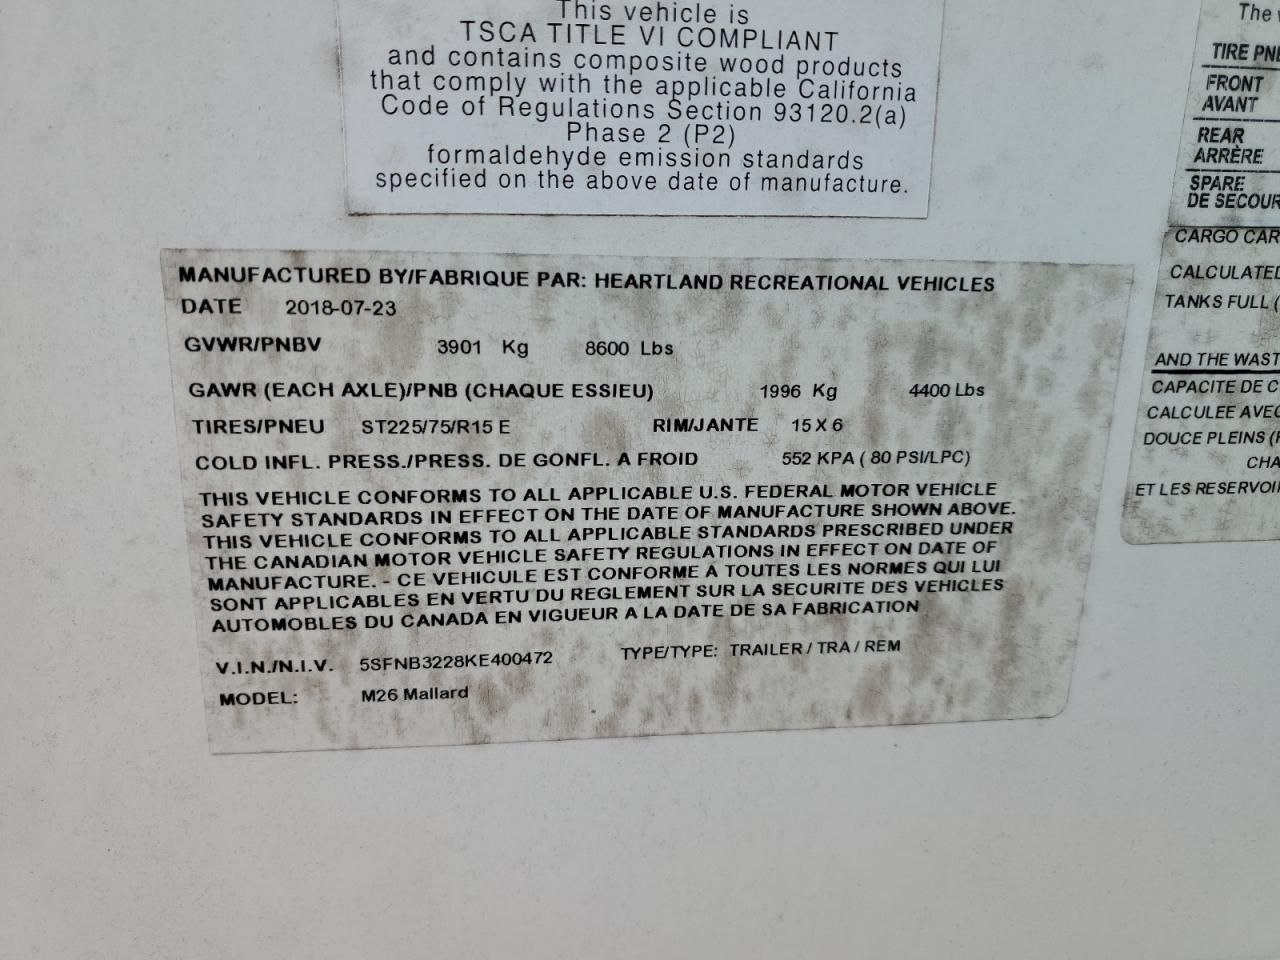 This vehicle is
TSCA TITLE VI COMPLIANT
and contains composite wood products
that comply with the applicable California
Code of Regulations Section 93120.2(a)
Phase 2 (P2)
formaldehyde emission standards
specified on the above date of manufacture.
MANUFACTURED BY/FABRIQUE PAR: HEARTLAND RECREATIONAL VEHICLES
DATE 2018-07-23
GVWR/PNBV 3901 Kg 8600 Lbs
GAWR (EACH AXLE)/PNB (CHAQUE ESSIEU) 1996 Kg 4400 Lbs
TIRES/PNEU ST225/75/R15 E RIM/JANTE 15 X 6
COLD INFL. PRESS./PRESS. DE GONFL. A FROID 552 KPA ( 80 PSI/LPC)
THIS VEHICLE CONFORMS TO ALL APPLICABLE U.S. FEDERAL MOTOR VEHICLE
SAFETY STANDARDS IN EFFECT ON THE DATE OF MANUFACTURE SHOWN ABOVE.
THIS VEHICLE CONFORMS TO ALL APPLICABLE STANDARDS PRESCRIBED UNDER
THE CANADIAN MOTOR VEHICLE SAFETY REGULATIONS IN EFFECT ON DATE OF
MANUFACTURE. - CE VEHICULE EST CONFORME A TOUTES LES NORMES QUI LUI
SONT APPLICABLES EN VERTU DU REGLEMENT SUR LA SECURITE DES VEHICLES
AUTOMOBLES DU CANADA EN VIGUEUR A LA DATE DE SA FABRICATION
V.I.N./N.I.V. 5SFNB3228KE400472 TYPE/TYPE: TRAILER / TRA / REM
MODEL: M26 Mallard
The
TIRE
FRONT
AVANT
REAR
ARRÈRE
SPARE
DE SECOUR
CARGO CAR
CALCULATED
TANKS FULL (
AND THE WAST
CAPACITE DE C
CALCULEE AVEC
DOUCE PLEINS (
CHA
ET LES RESERVOI